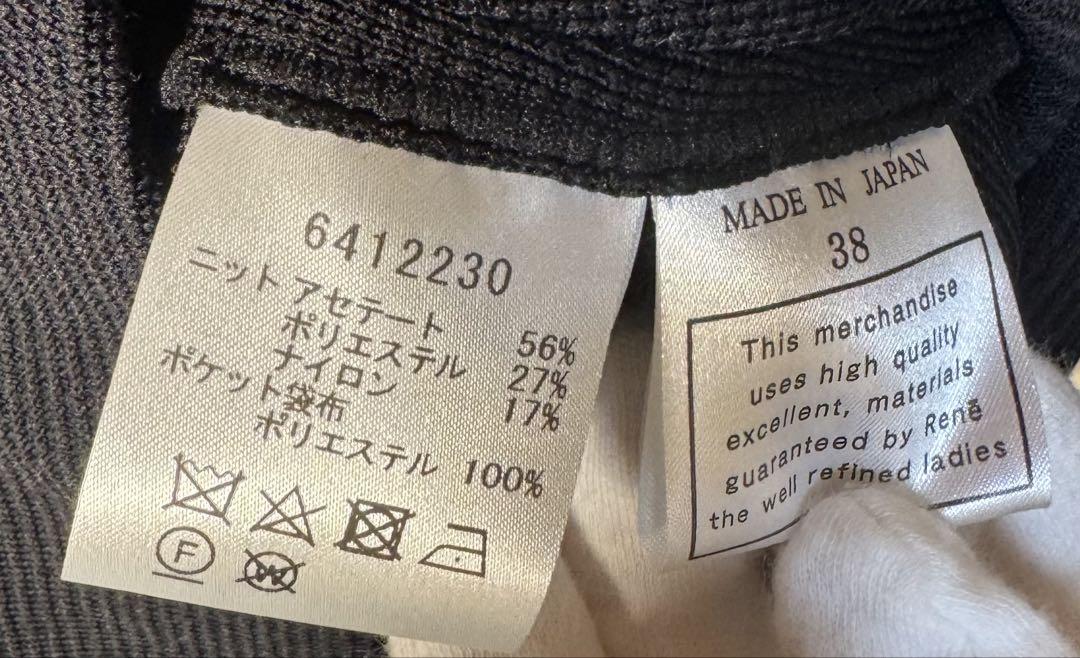 6412230
ニット アセテート 56%
ポリエステル 27%
ナイロン 17%
ポケット袋布
ポリエステル 100%
F
W
MADE IN JAPAN
38
This merchandise
uses high quality
excellent, materials
guaranteed by René
the well refined ladies